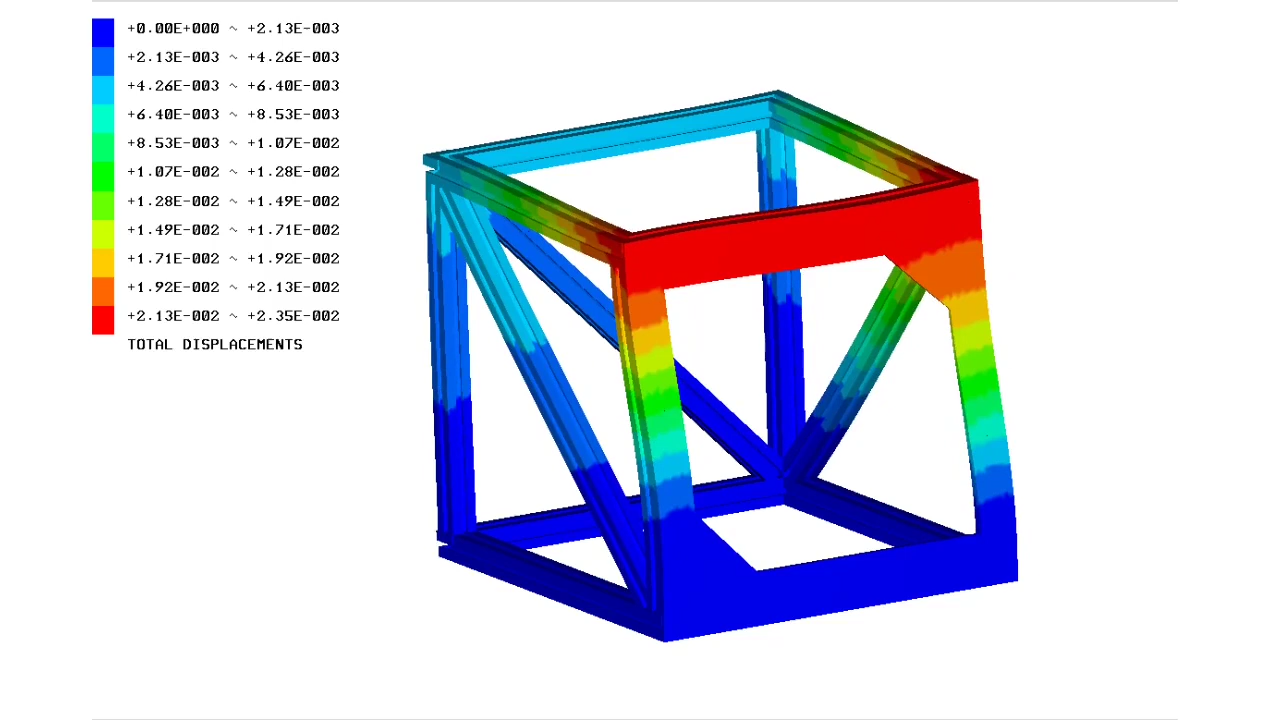 +0.00E+000 ~ +2.13E-003
+2.13E-003 ~ +4.26E-003
+4.26E-003 ~ +6.40E-003
+6.40E-003 ~ +8.53E-003
+8.53E-003 ~ +1.07E-002
+1.07E-002 ~ +1.28E-002
+1.28E-002 ~ +1.49E-002
+1.49E-002 ~ +1.71E-002
+1.71E-002 ~ +1.92E-002
+1.92E-002 ~ +2.13E-002
+2.13E-002 ~ +2.35E-002
TOTAL DISPLACEMENTS